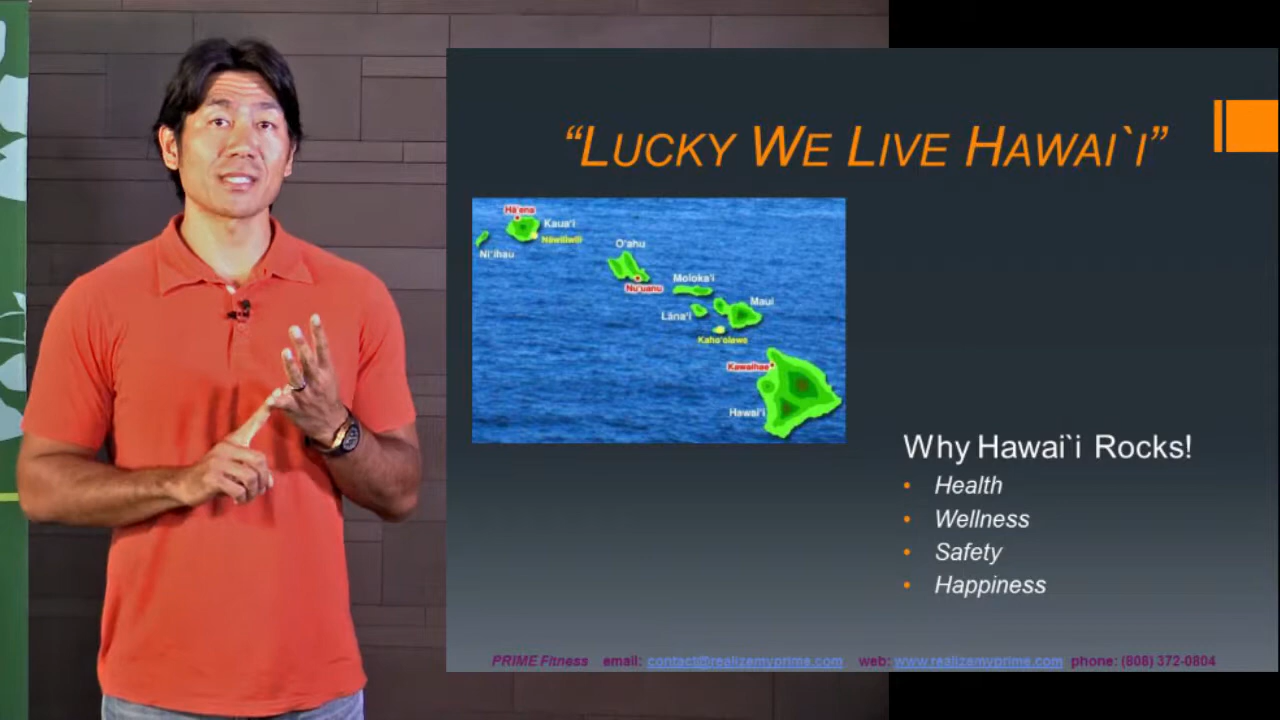 “LUCKY WE LIVE HAWAI`I”
Hā'ena
Kaua'i
Nāwiliwili
Ni'ihau
O'ahu
Nu'uanu
Moloka'i
Maui
Lāna'i
Kaho'olawe
Kawaihae
Hawai'i
Why Hawai`i Rocks!
• Health
• Wellness
• Safety
• Happiness
PRIME Fitness email: contact@realizemyprime.com web: www.realizemyprime.com phone: (808) 372-0804